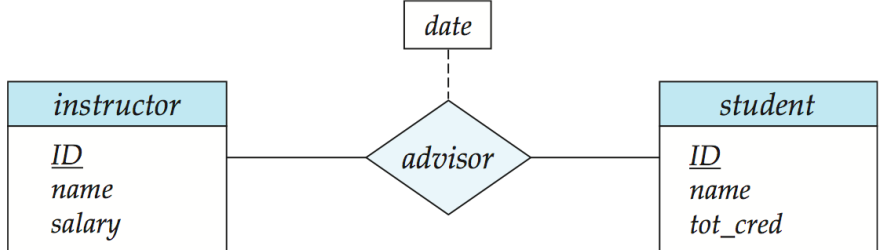 date
instructor
student
advisor
ID
name
salary
ID
name
tot_cred